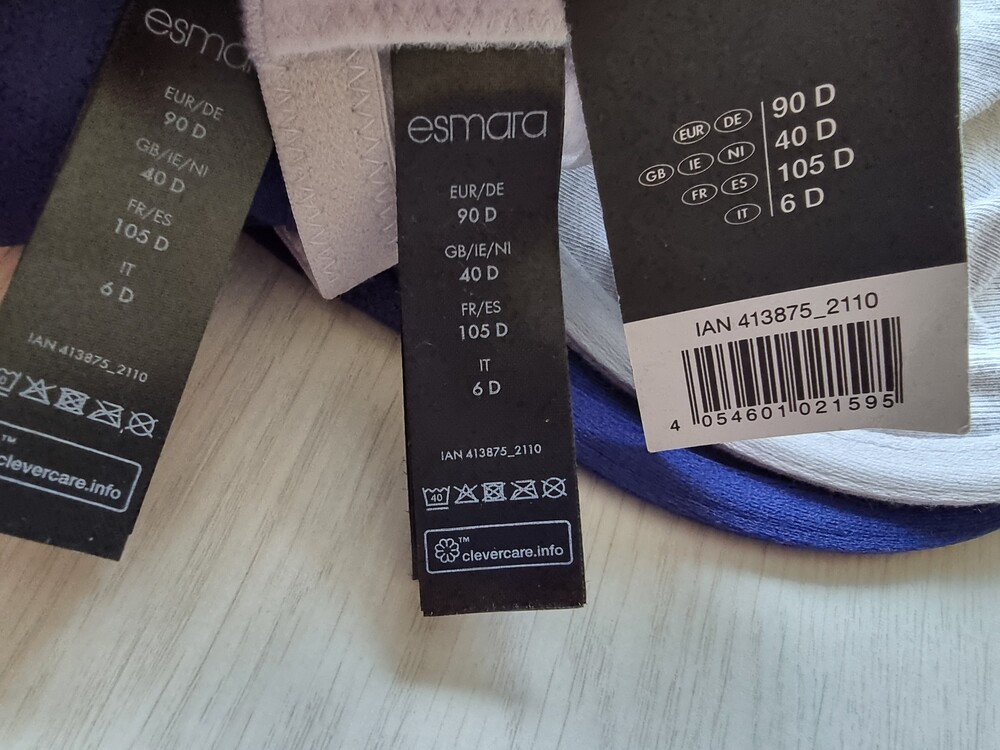 esmara
EUR/DE
90 D
GB/IE/NI
40 D
FR/ES
105 D
IT
6 D
IAN 413875_2110
™
clevercare.info
esmara
EUR/DE
90 D
GB/IE/NI
40 D
FR/ES
105 D
IT
6 D
IAN 413875_2110
40
™
clevercare.info
EUR DE 90 D
GB IE NI 40 D
FR ES 105 D
IT 6 D
IAN 413875_2110
4 054601 021595